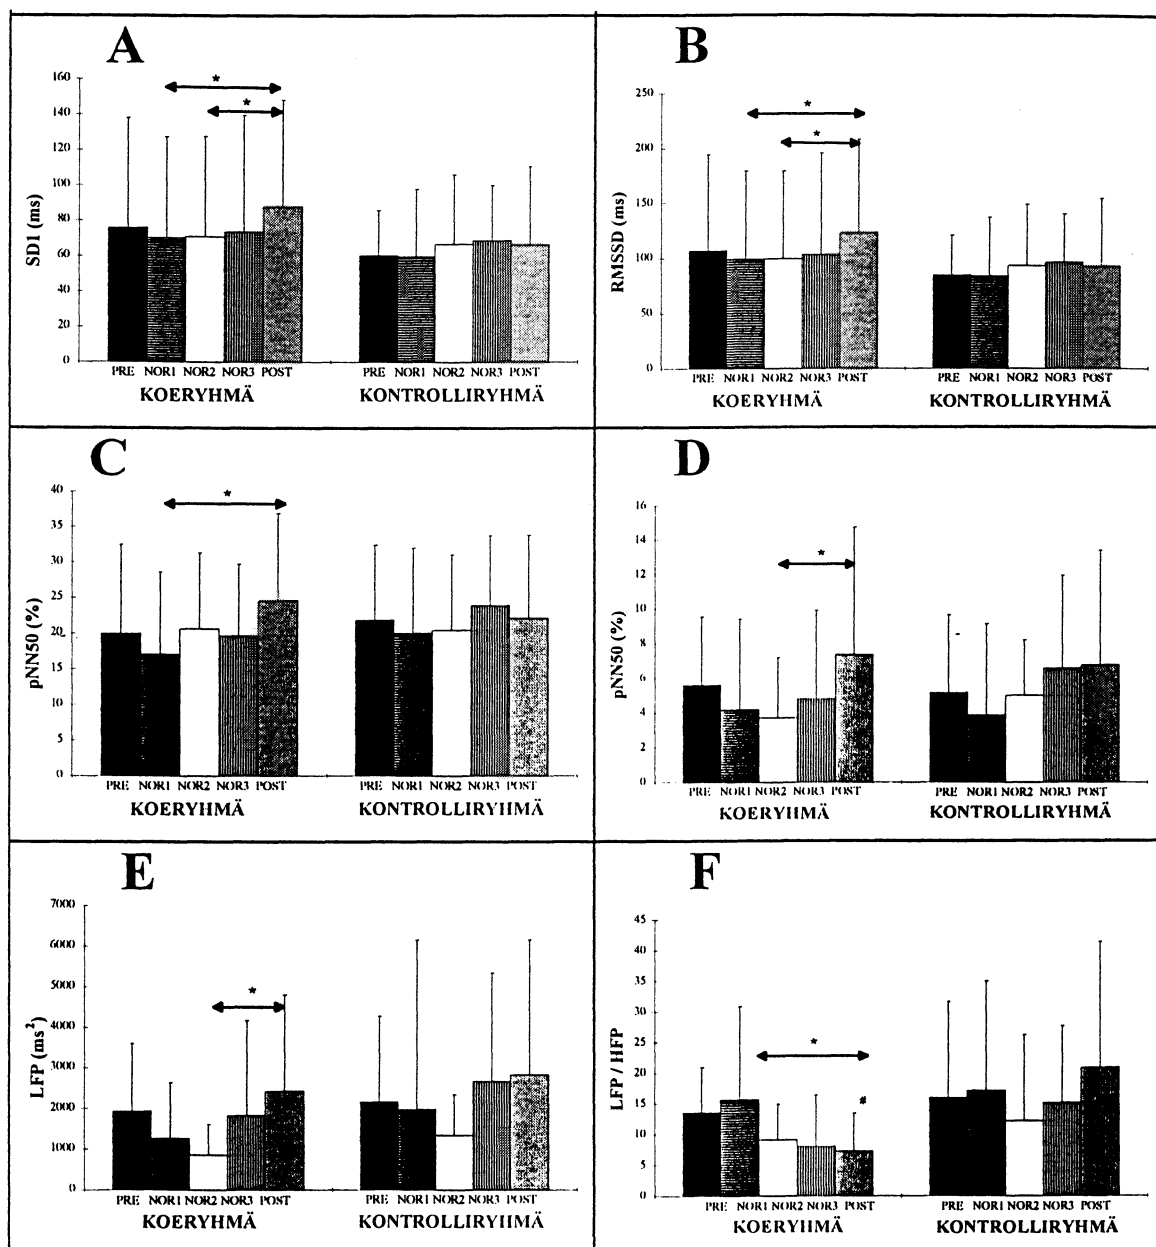 A
SD1 (ms)
160
140
120
100
80
60
40
20
0
*
*
PRE NOR1 NOR2 NOR3 POST PRE NOR1 NOR2 NOR3 POST
KOERYHMÄ KONTROLLIRYHMÄ
B
RMSSD (ms)
250
200
150
100
50
0
*
*
PRE NOR1 NOR2 NOR3 POST PRE NOR1 NOR2 NOR3 POST
KOERYHMÄ KONTROLLIRYHMÄ
C
pNN50 (%)
40
35
30
25
20
15
10
5
0
*
PRE NOR1 NOR2 NOR3 POST PRE NOR1 NOR2 NOR3 POST
KOERYHMÄ KONTROLLIRYHMÄ
D
pNN50 (%)
16
14
12
10
8
6
4
2
0
*
PRE NOR1 NOR2 NOR3 POST PRE NOR1 NOR2 NOR3 POST
KOERYHMÄ KONTROLLIRYHMÄ
E
LFP (ms²)
7000
6000
5000
4000
3000
2000
1000
0
*
PRE NOR1 NOR2 NOR3 POST PRE NOR1 NOR2 NOR3 POST
KOERYHMÄ KONTROLLIRYHMÄ
F
LFP / HFP
45
40
35
30
25
20
15
10
5
0
*
#
PRE NOR1 NOR2 NOR3 POST PRE NOR1 NOR2 NOR3 POST
KOERYHMÄ KONTROLLIRYHMÄ